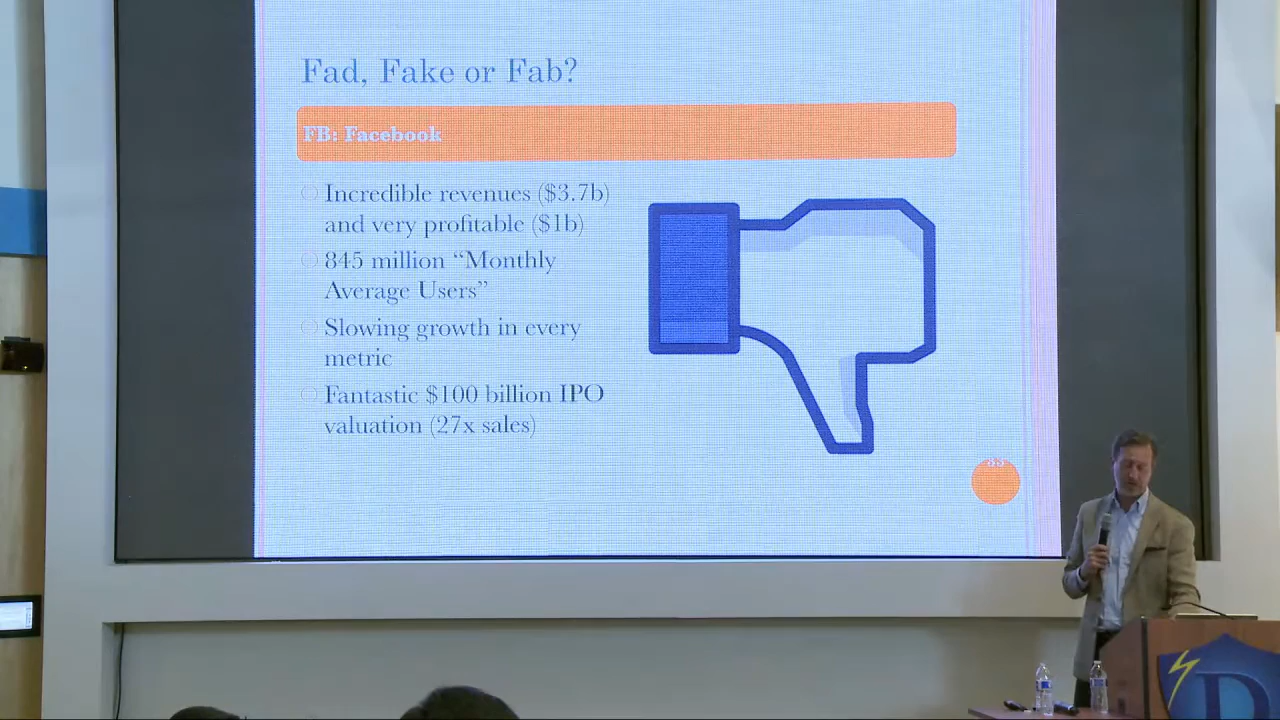 Fad, Fake or Fab?
FB: Facebook
Incredible revenues ($3.7b)
and very profitable ($1b)
845 million “Monthly
Average Users”
Slowing growth in every
metric
Fantastic $100 billion IPO
valuation (27x sales)
D